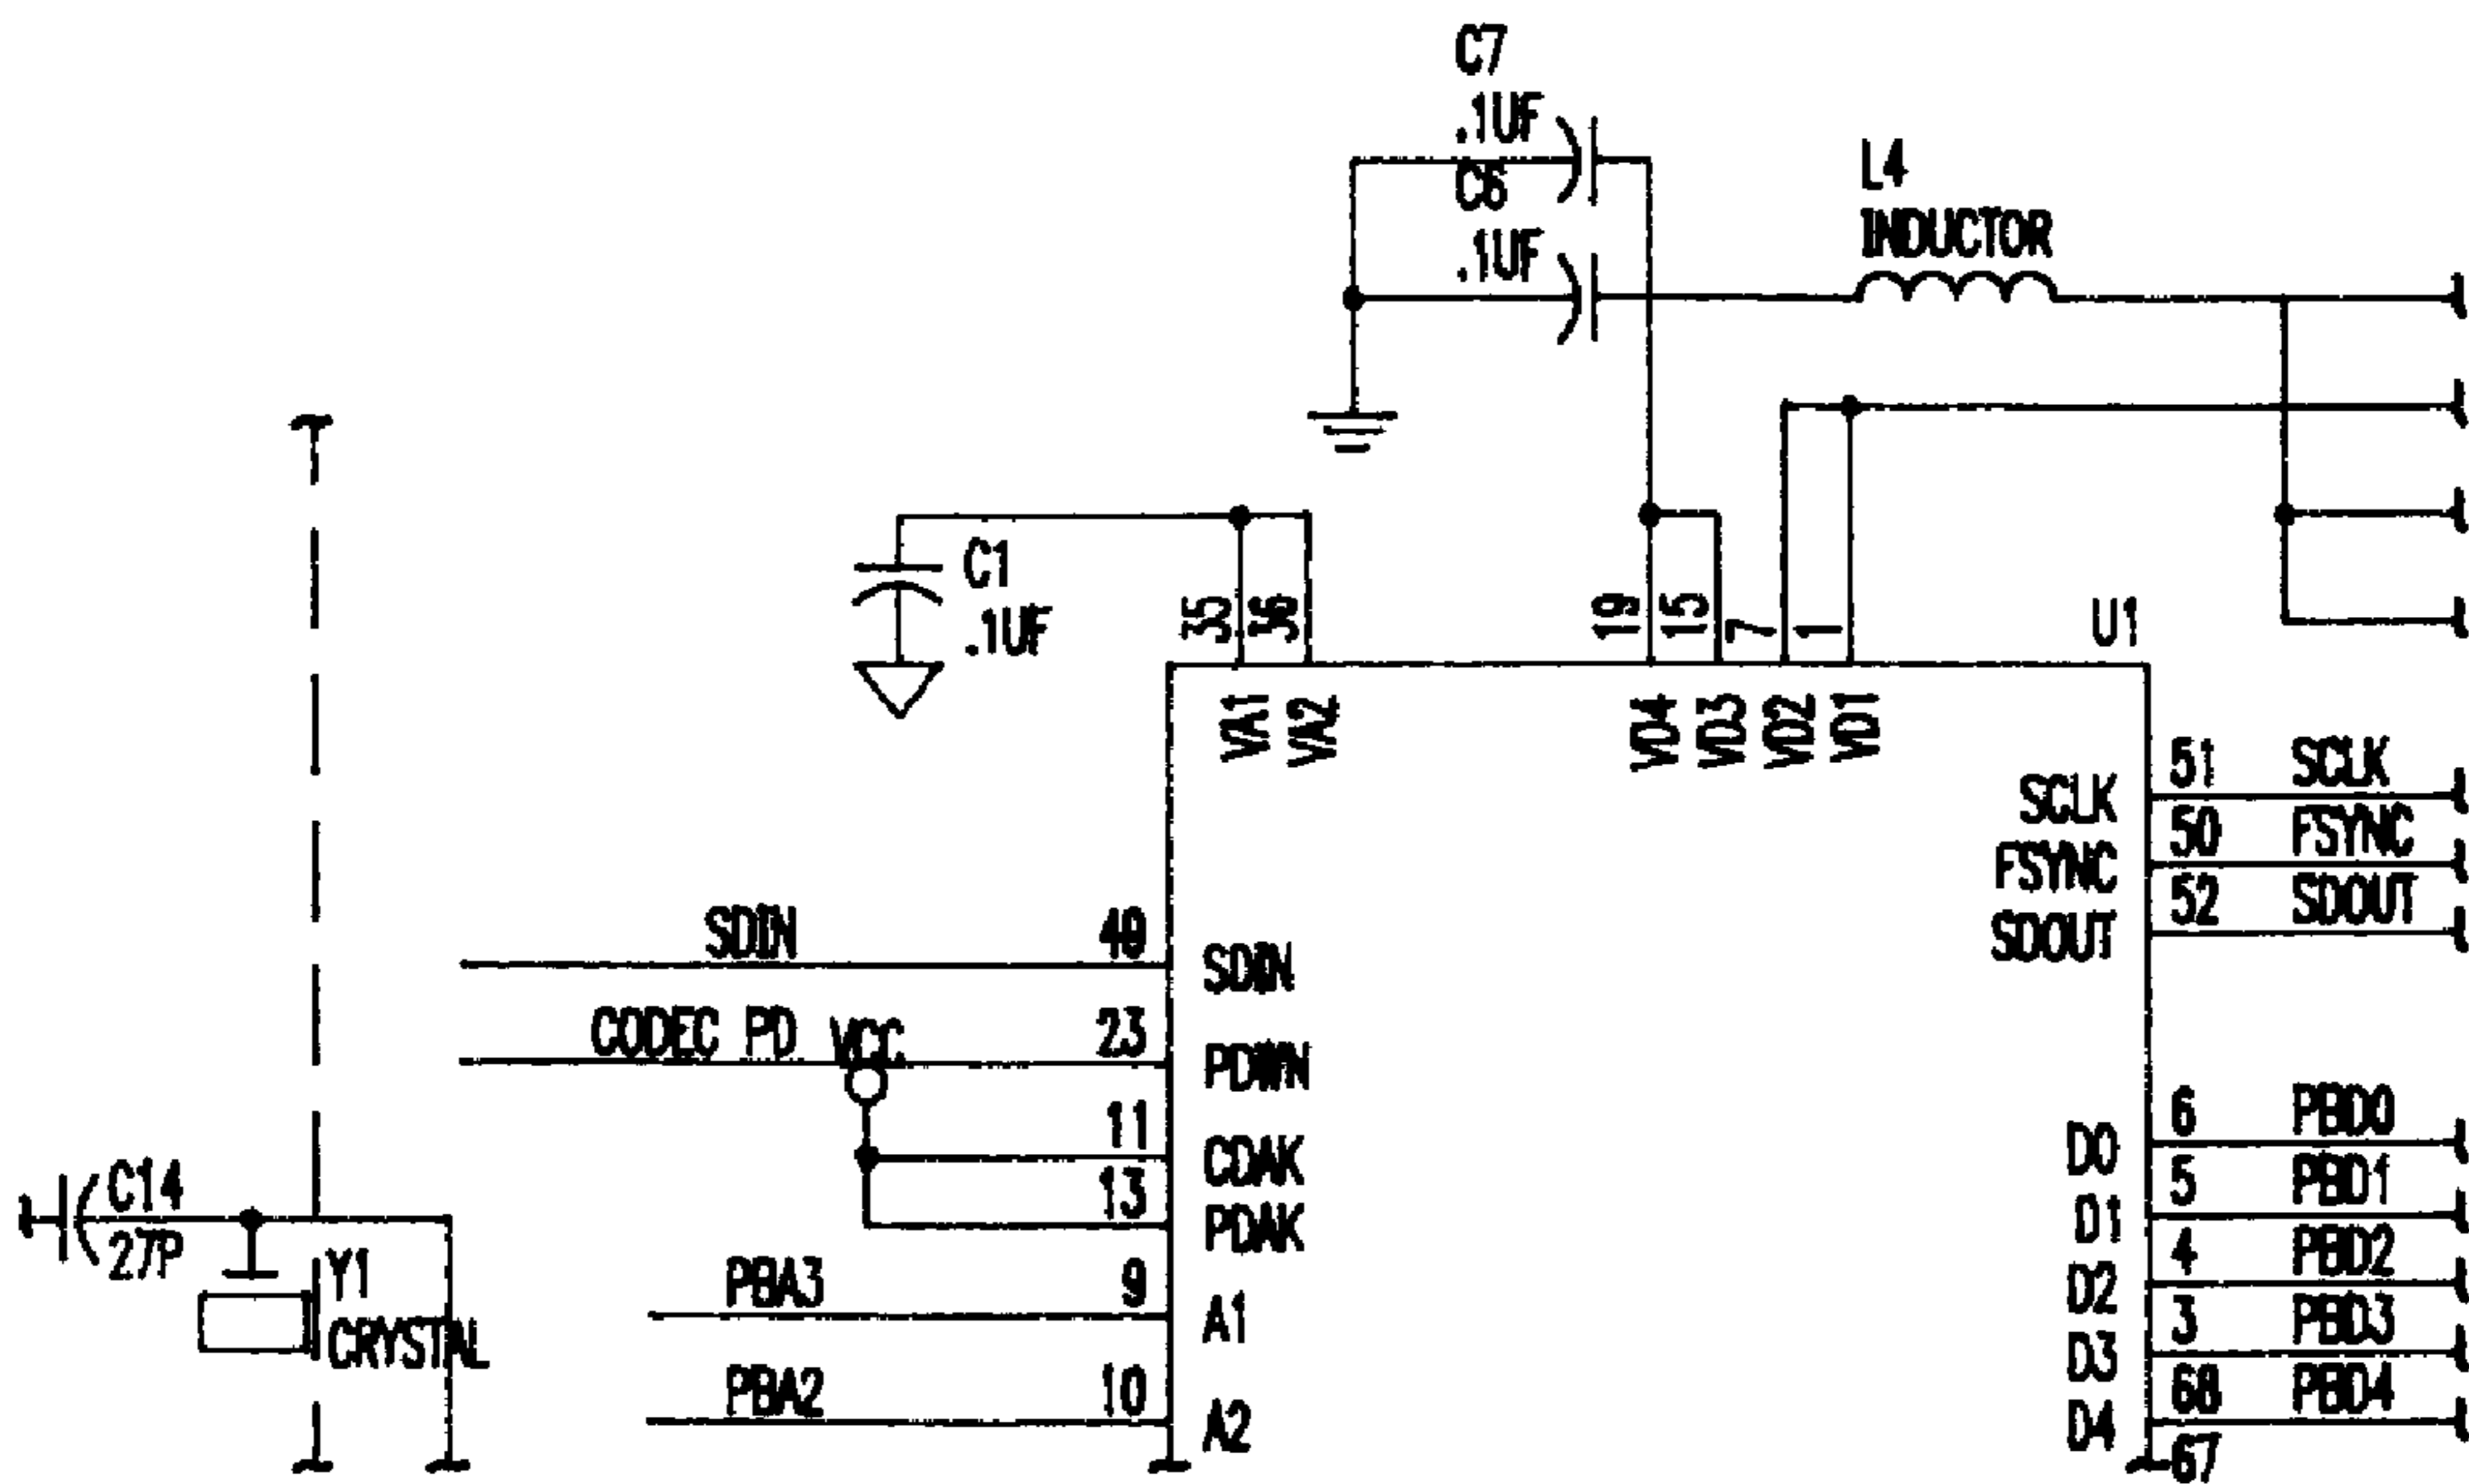 C7
.1UF
C6
.1UF
L4
INDUCTOR
C1
.1UF
35
36
19
15
7
1
U1
VA1
VA2
VD4
VD3
VD2
VD1
SCLK
51
SCLK
FSYNC
50
FSYNC
SDOUT
52
SDOUT
SDIN
SDIN
CODEC PD
VCC
23
PDWN
11
CDAK
13
PDAK
PBA3
9
A1
PBA2
10
A2
C14
27P
Y1
CRYSTAL
D0
6
PBD0
D1
5
PBD1
D2
4
PBD2
D3
3
PBD3
D4
68
PBD4
67